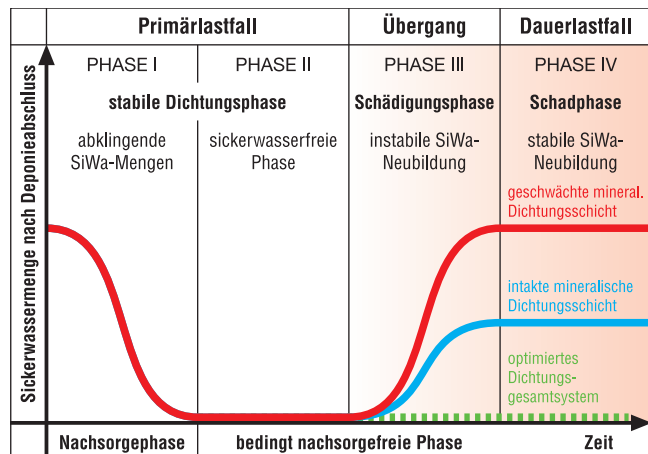 Primärlastfall
Übergang
Dauerlastfall
PHASE I
PHASE II
PHASE III
PHASE IV
stabile Dichtungsphase
Schädigungsphase
Schadphase
abklingende
SiWa-Mengen
sickerwasserfreie
Phase
instabile SiWa-
Neubildung
stabile SiWa-
Neubildung
geschwächte mineral.
Dichtungsschicht
intakte mineralische
Dichtungsschicht
optimiertes
Dichtungs-
gesamtsystem
Sickerwassermenge nach Deponieabschluss
Nachsorgephase
bedingt nachsorgefreie Phase
Zeit